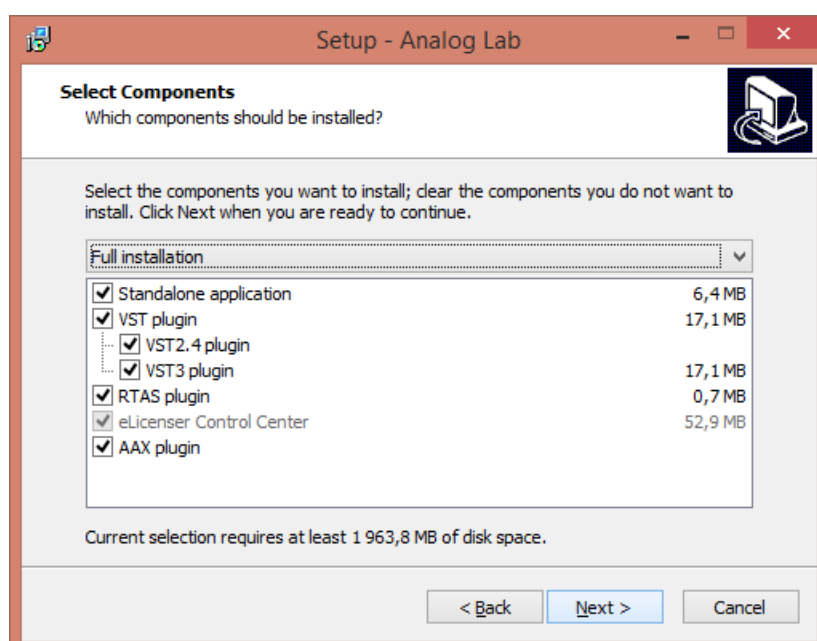 Setup - Analog Lab
Select Components
Which components should be installed?
Select the components you want to install; clear the components you do not want to
install. Click Next when you are ready to continue.
Full installation
Standalone application 6,4 MB
VST plugin 17,1 MB
VST2.4 plugin
VST3 plugin 17,1 MB
RTAS plugin 0,7 MB
eLicenser Control Center 52,9 MB
AAX plugin
Current selection requires at least 1 963,8 MB of disk space.
< Back Next > Cancel